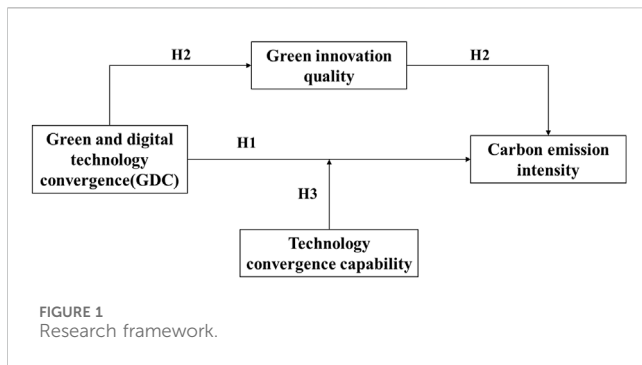 H2
Green innovation
quality
H2
Green and digital
technology
convergence(GDC)
H1
Carbon emission
intensity
H3
Technology
convergence capability
FIGURE 1
Research framework.